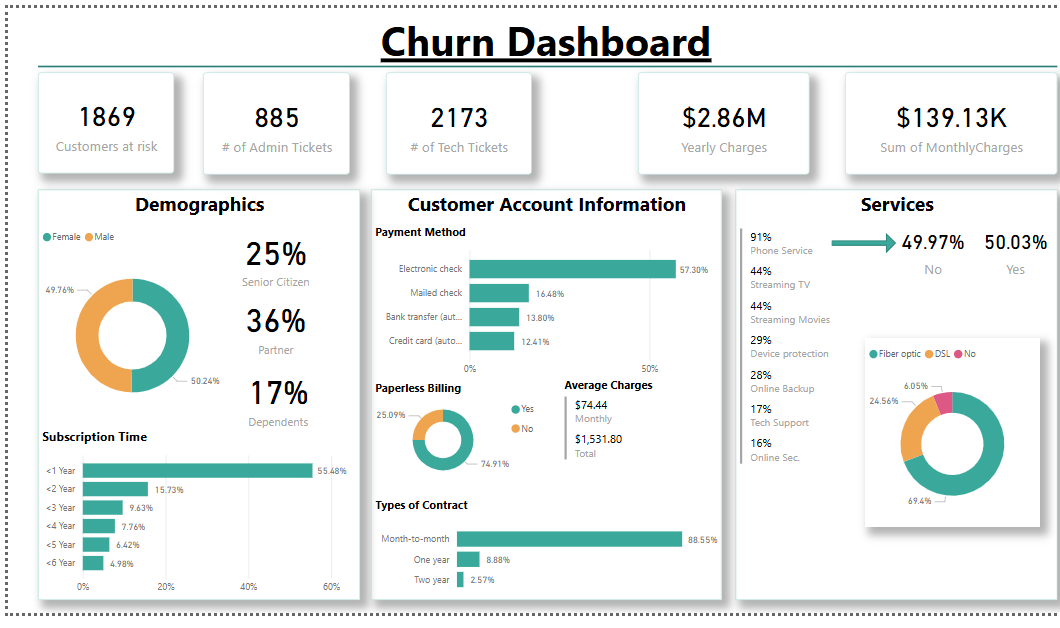 Churn Dashboard
1869
Customers at risk
885
# of Admin Tickets
2173
# of Tech Tickets
$2.86M
Yearly Charges
$139.13K
Sum of MonthlyCharges
Demographics
Female Male
49.76%
50.24%
25%
Senior Citizen
36%
Partner
17%
Dependents
Subscription Time
<1 Year 55.48%
<2 Year 15.73%
<3 Year 9.63%
<4 Year 7.76%
<5 Year 6.42%
<6 Year 4.98%
0% 20% 40% 60%
Customer Account Information
Payment Method
Electronic check 57.30%
Mailed check 16.48%
Bank transfer (aut... 13.80%
Credit card (auto... 12.41%
0% 50%
Paperless Billing
25.09%
74.91%
Yes
No
Average Charges
$74.44
Monthly
$1,531.80
Total
Types of Contract
Month-to-month 88.55%
One year 8.88%
Two year 2.57%
Services
91%
Phone Service
44%
Streaming TV
44%
Streaming Movies
29%
Device protection
28%
Online Backup
17%
Tech Support
16%
Online Sec.
49.97% 50.03%
No Yes
Fiber optic DSL No
6.05%
24.56%
69.4%